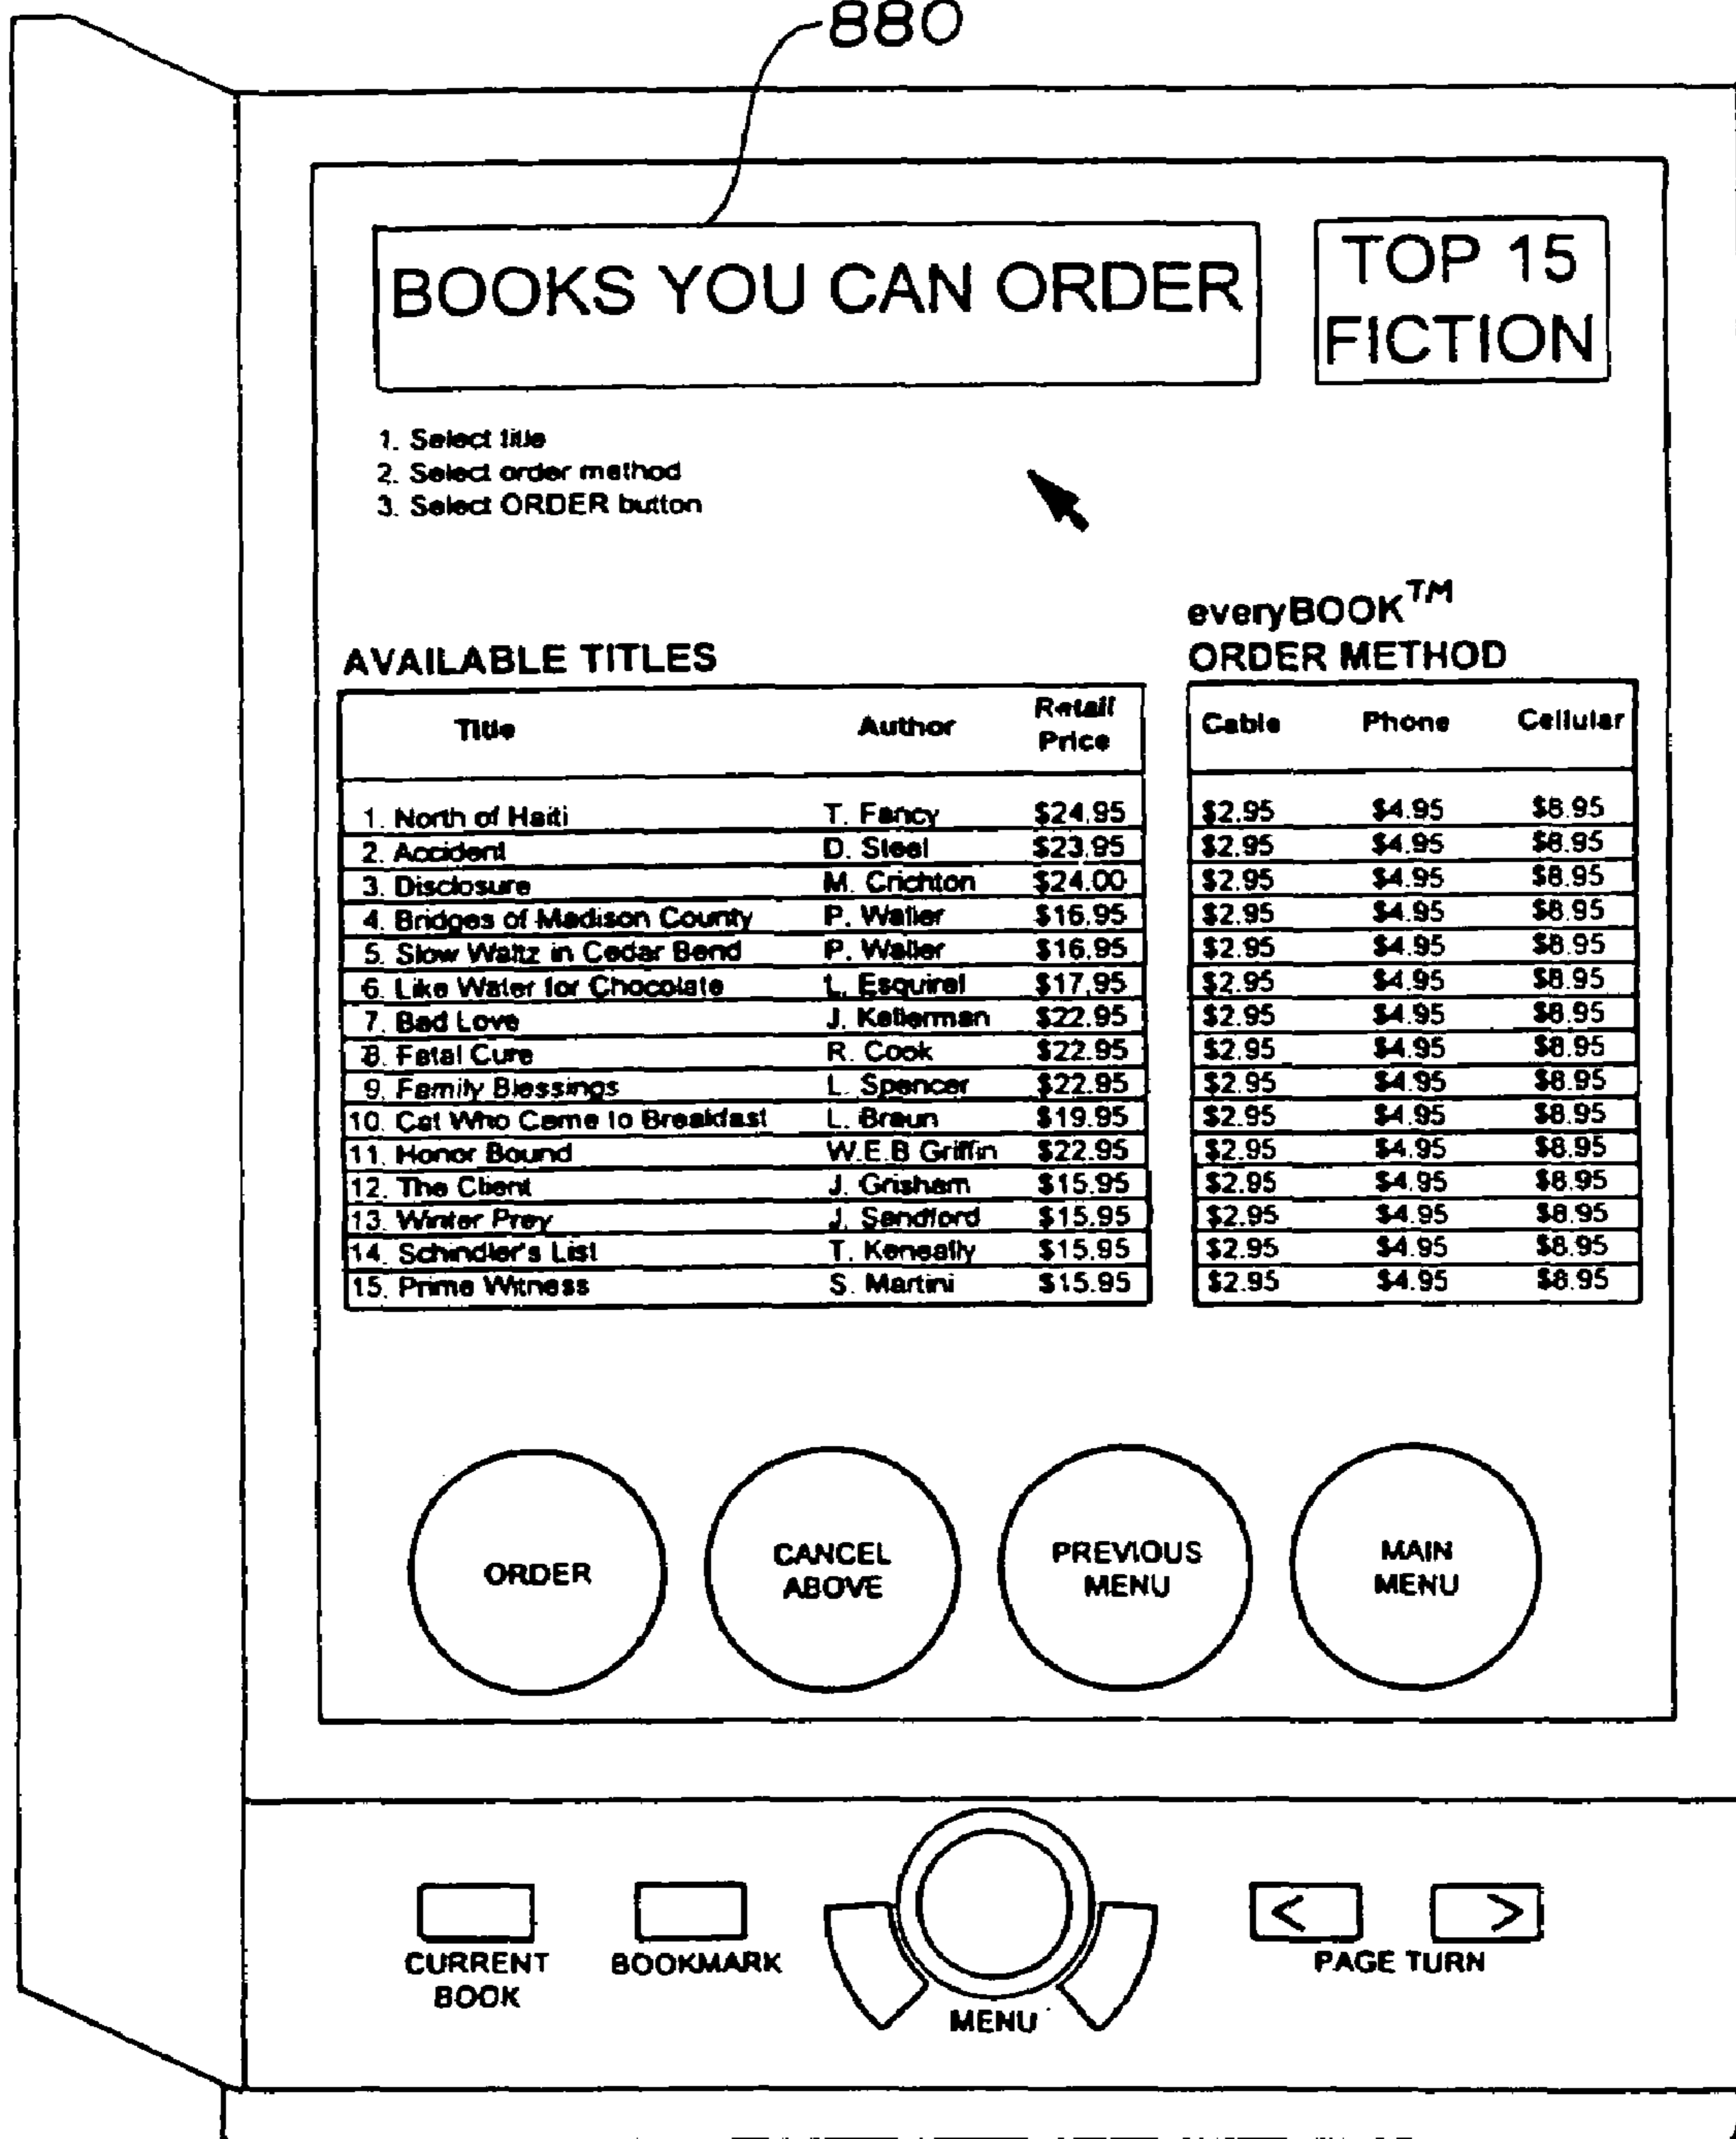 880
BOOKS YOU CAN ORDER
TOP 15
FICTION
1. Select title
2. Select order method
3. Select ORDER button
everyBOOK™
ORDER METHOD
AVAILABLE TITLES
Title Author Retail Price Cable Phone Cellular
1. North of Haiti T. Fancy $24.95 $2.95 $4.95 $8.95
2. Accident D. Steel $23.95 $2.95 $4.95 $8.95
3. Disclosure M. Crichton $24.00 $2.95 $4.95 $8.95
4. Bridges of Madison County P. Waller $16.95 $2.95 $4.95 $8.95
5. Slow Waltz in Cedar Bend P. Waller $16.95 $2.95 $4.95 $8.95
6. Like Water for Chocolate L. Esquirel $17.95 $2.95 $4.95 $8.95
7. Bad Love J. Kellerman $22.95 $2.95 $4.95 $8.95
8. Fatal Cure R. Cook $22.95 $2.95 $4.95 $8.95
9. Family Blessings L. Spencer $22.95 $2.95 $4.95 $8.95
10. Cat Who Came to Breakfast L. Braun $19.95 $2.95 $4.95 $8.95
11. Honor Bound W.E.B Griffin $22.95 $2.95 $4.95 $8.95
12. The Client J. Grisham $15.95 $2.95 $4.95 $8.95
13. Winter Prey J. Sandford $15.95 $2.95 $4.95 $8.95
14. Schindler's List T. Keneally $15.95 $2.95 $4.95 $8.95
15. Prime Witness S. Martini $15.95 $2.95 $4.95 $8.95
ORDER
CANCEL
ABOVE
PREVIOUS
MENU
MAIN
MENU
< >
CURRENT
BOOK
BOOKMARK
MENU
PAGE TURN